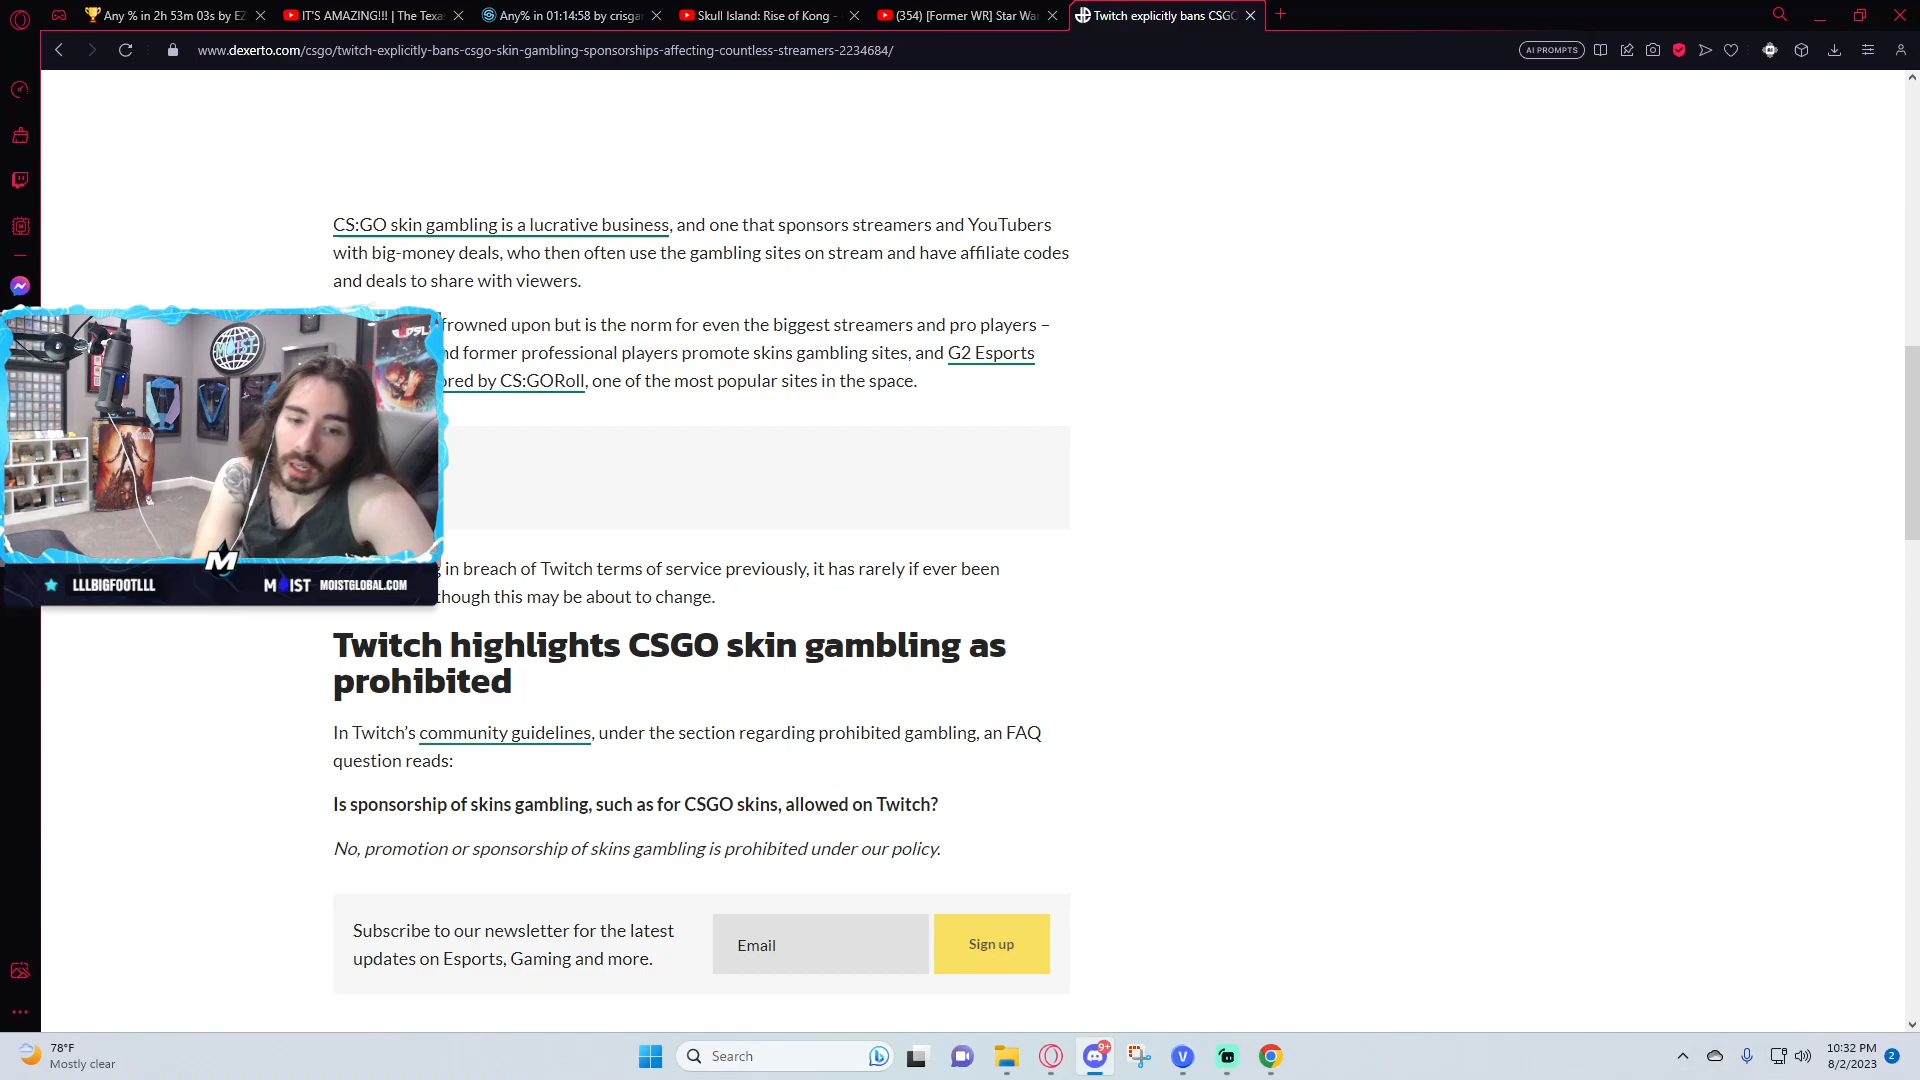 Any % in 2h 53m 03s by EZ
IT'S AMAZING!!! | The Texas
Any% in 01:14:58 by crisgar
Skull Island: Rise of Kong -
(354) [Former WR] Star War
Twitch explicitly bans CSGO
www.dexerto.com/csgo/twitch-explicitly-bans-csgo-skin-gambling-sponsorships-affecting-countless-streamers-2234684/
AI PROMPTS
CS:GO skin gambling is a lucrative business, and one that sponsors streamers and YouTubers
with big-money deals, who then often use the gambling sites on stream and have affiliate codes
and deals to share with viewers.
frowned upon but is the norm for even the biggest streamers and pro players –
nd former professional players promote skins gambling sites, and G2 Esports
ored by CS:GORoll, one of the most popular sites in the space.
MOIST
M
LLLBIGFOOTLLL
MOIST MOISTGLOBAL.COM
g in breach of Twitch terms of service previously, it has rarely if ever been
though this may be about to change.
Twitch highlights CSGO skin gambling as
prohibited
In Twitch's community guidelines, under the section regarding prohibited gambling, an FAQ
question reads:
Is sponsorship of skins gambling, such as for CSGO skins, allowed on Twitch?
No, promotion or sponsorship of skins gambling is prohibited under our policy.
Subscribe to our newsletter for the latest
updates on Esports, Gaming and more.
Email
Sign up
78°F
Mostly clear
Search
9+
V
10:32 PM
8/2/2023
2